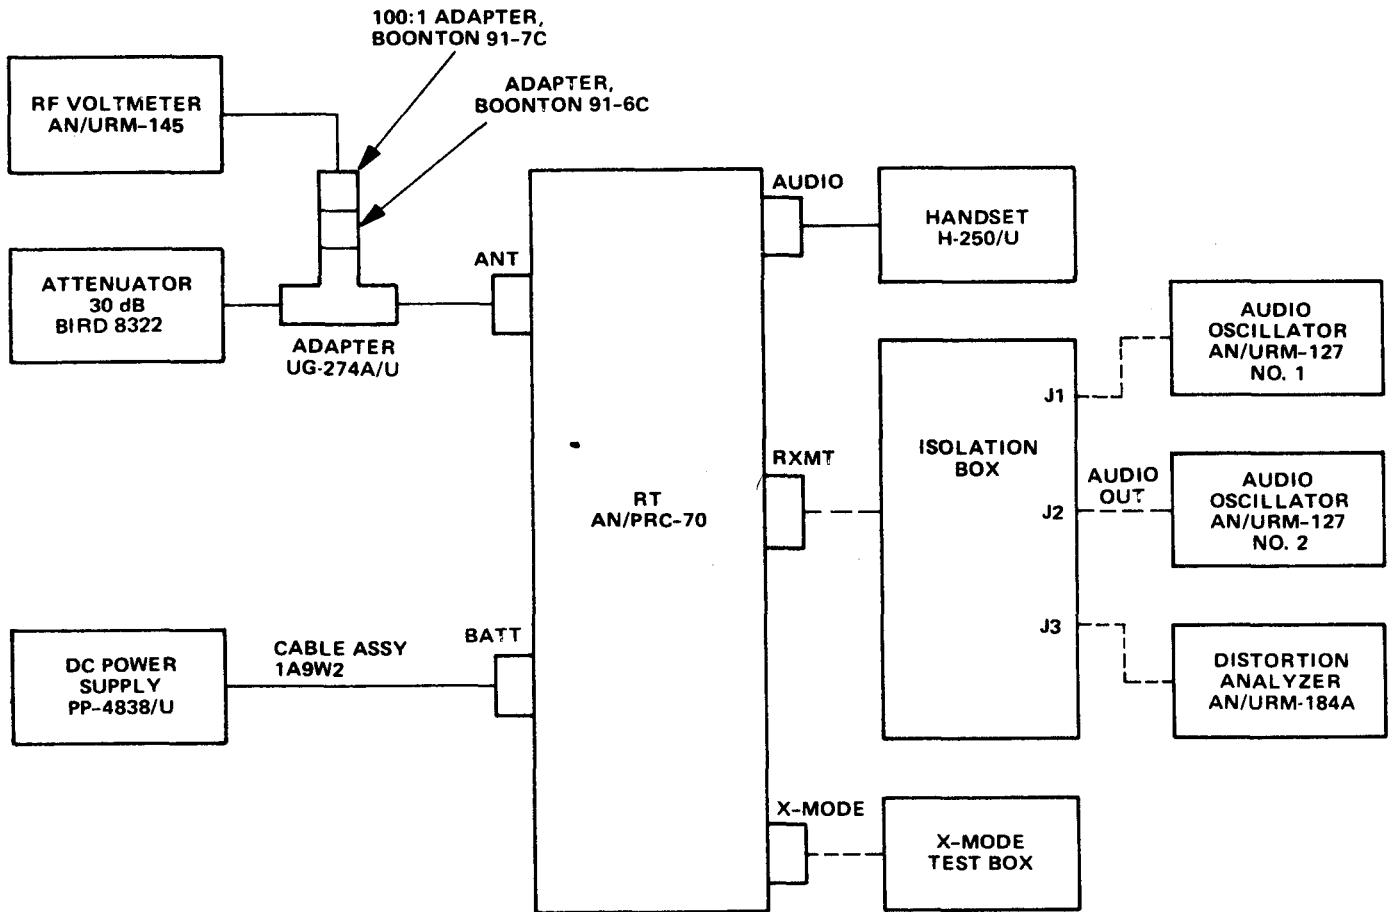 100:1 ADAPTER,
BOONTON 91-7C
ADAPTER,
BOONTON 91-6C
RF VOLTMETER
AN/URM-145
ATTENUATOR
30 dB
BIRD 8322
ADAPTER
UG-274A/U
ANT
AUDIO
HANDSET
H-250/U
AUDIO
OSCILLATOR
AN/URM-127
NO. 1
J1
ISOLATION
BOX
RXMT
RT
AN/PRC-70
J2
AUDIO
OUT
AUDIO
OSCILLATOR
AN/URM-127
NO. 2
J3
DISTORTION
ANALYZER
AN/URM-184A
BATT
CABLE ASSY
1A9W2
DC POWER
SUPPLY
PP-4838/U
X-MODE
X-MODE
TEST BOX